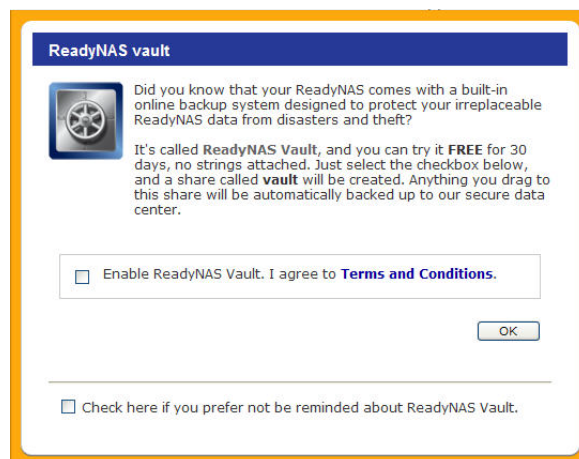 ReadyNAS vault
Did you know that your ReadyNAS comes with a built-in
online backup system designed to protect your irreplaceable
ReadyNAS data from disasters and theft?
It's called ReadyNAS Vault, and you can try it FREE for 30
days, no strings attached. Just select the checkbox below,
and a share called vault will be created. Anything you drag to
this share will be automatically backed up to our secure data
center.
Enable ReadyNAS Vault. I agree to Terms and Conditions.
OK
Check here if you prefer not be reminded about ReadyNAS Vault.